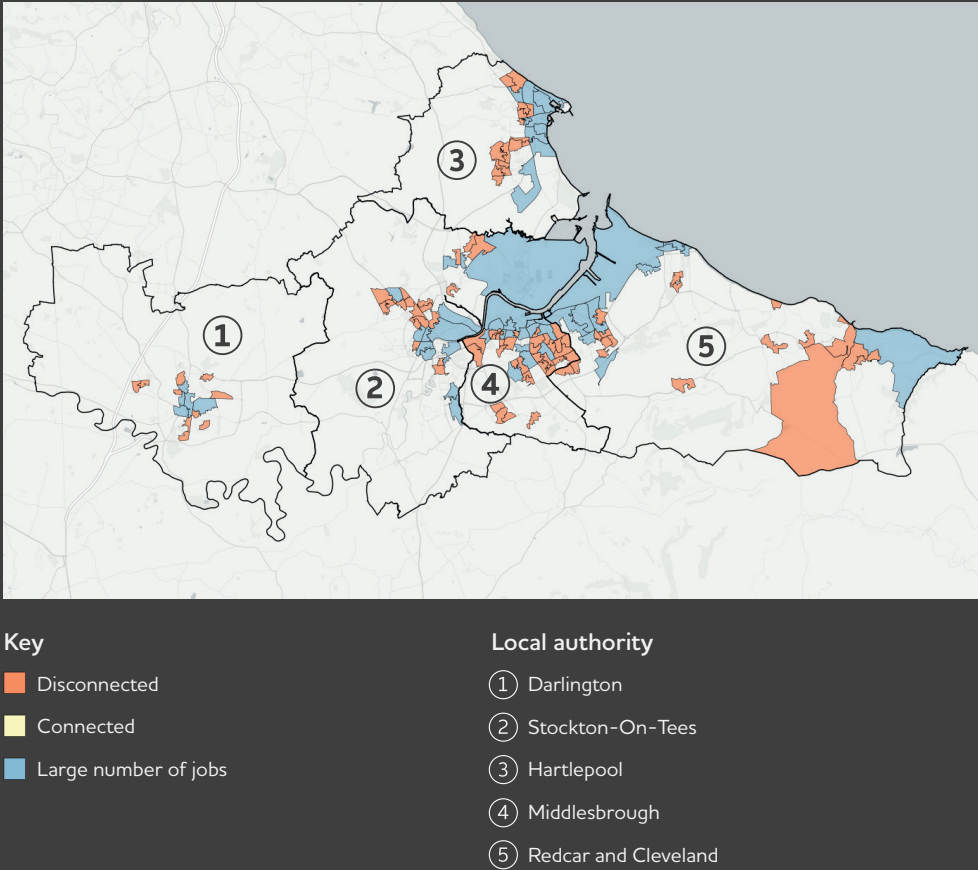 3
1
2
4
5
Key
Disconnected
Connected
Large number of jobs
Local authority
1 Darlington
2 Stockton-On-Tees
3 Hartlepool
4 Middlesbrough
5 Redcar and Cleveland